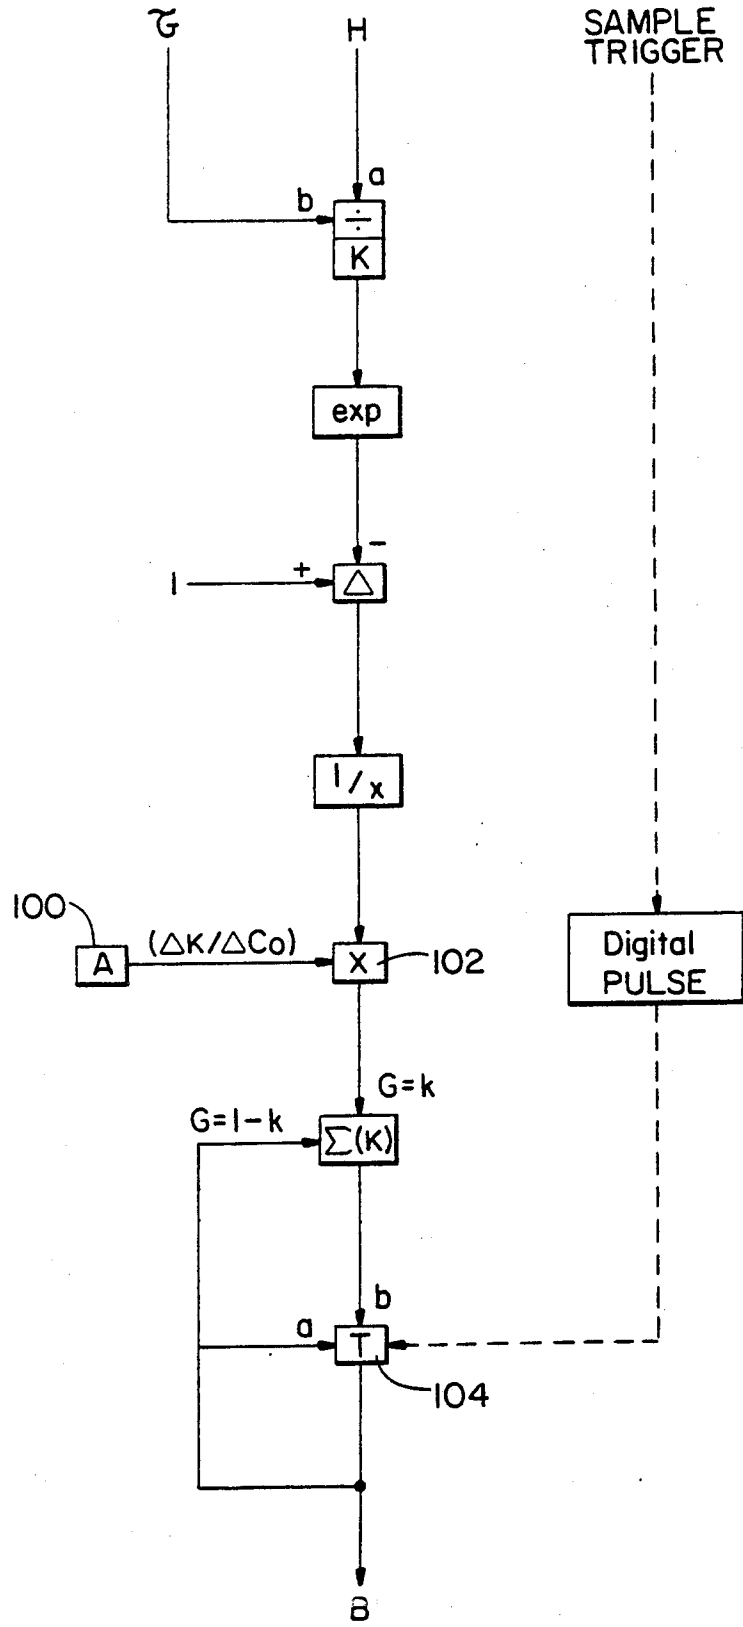 τ
H
SAMPLE
TRIGGER
a
b
÷
K
exp
−
+
1
Δ
1/x
100
(ΔK/ΔCo)
A
X
102
Digital
PULSE
G=k
G=1-k
Σ(K)
b
a
T
104
B